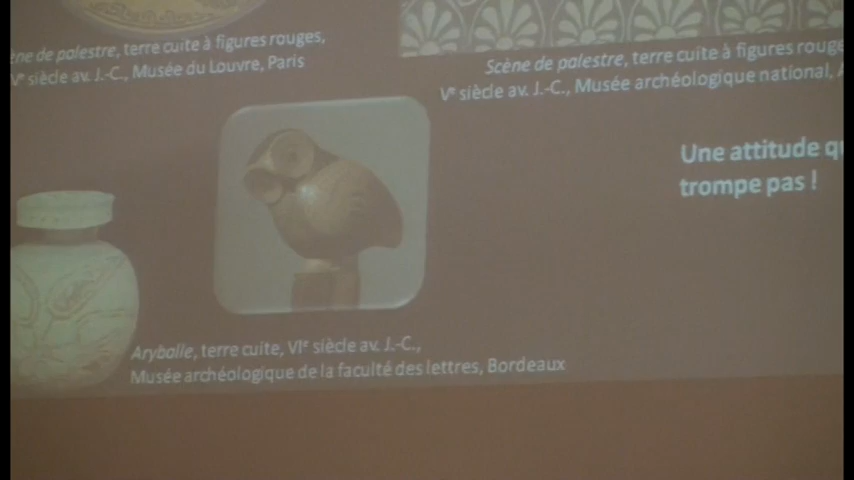 de palestre, terre cuite à figures rouges,
Vᵉ siècle av. J.-C., Musée du Louvre, Paris
Scène de palestre, terre cuite à figures
Vᵉ siècle av. J.-C., Musée archéologique national,
Une attitude
trompe pas !
Aryballe, terre cuite, VIᵉ siècle av. J.-C.,
Musée archéologique de la faculté des lettres, Bordeaux